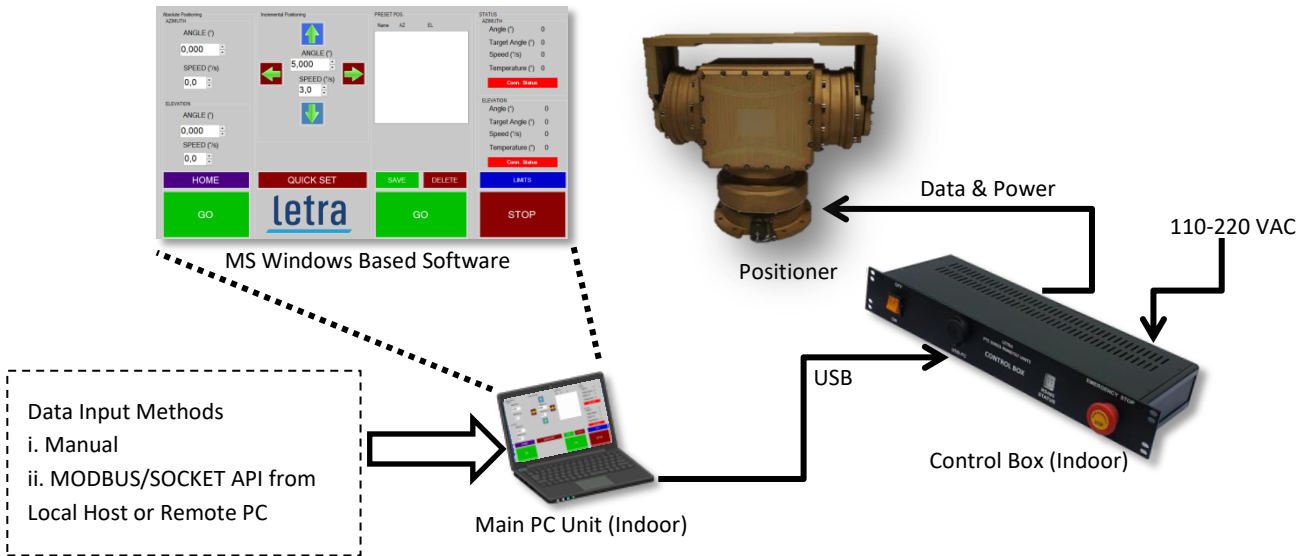 Absolute Positioning
AZIMUTH
ANGLE (°)
0,000
SPEED (°/s)
0,0
ELEVATION
ANGLE (°)
0,000
SPEED (°/s)
0,0
HOME
GO
Incremental Positioning
ANGLE (°)
5,000
SPEED (°/s)
3,0
QUICK SET
letra
PRESET POS.
Name AZ EL
SAVE DELETE
GO
STATUS
AZIMUTH
Angle (°) 0
Target Angle (°) 0
Speed (°/s) 0
Temperature (°) 0
Conn. Status
ELEVATION
Angle (°) 0
Target Angle (°) 0
Speed (°/s) 0
Temperature (°) 0
Conn. Status
LIMITS
STOP
MS Windows Based Software
Positioner
Data & Power
110-220 VAC
OFF
ON
CONTROL BOX
STATUS
EMERGENCY STOP
Control Box (Indoor)
USB
Data Input Methods
i. Manual
ii. MODBUS/SOCKET API from
Local Host or Remote PC
Main PC Unit (Indoor)